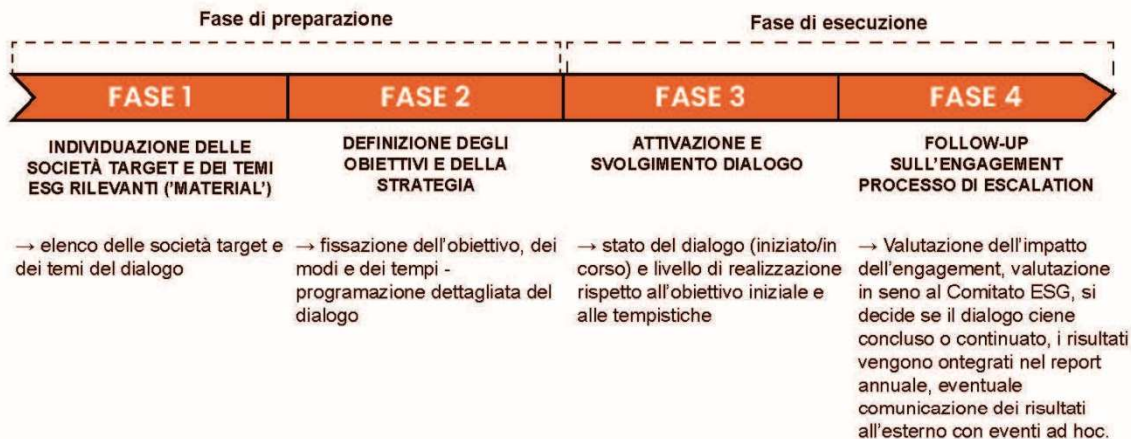 Fase di preparazione
Fase di esecuzione
FASE 1
FASE 2
FASE 3
FASE 4
INDIVIDUAZIONE DELLE
SOCIETÀ TARGET E DEI TEMI
ESG RILEVANTI ('MATERIAL')
→ elenco delle società target e
dei temi del dialogo
DEFINIZIONE DEGLI
OBIETTIVI E DELLA
STRATEGIA
→ fissazione dell'obiettivo, dei
modi e dei tempi -
programmazione dettagliata del
dialogo
ATTIVAZIONE E
SVOLGIMENTO DIALOGO
→ stato del dialogo (iniziato/in
corso) e livello di realizzazione
rispetto all'obiettivo iniziale e
alle tempistiche
FOLLOW-UP
SULL'ENGAGEMENT
PROCESSO DI ESCALATION
→ Valutazione dell'impatto
dell'engagement, valutazione
in seno al Comitato ESG, si
decide se il dialogo ciene
concluso o continuato, i risultati
vengono ontegrati nel report
annuale, eventuale
comunicazione dei risultati
all'esterno con eventi ad hoc.